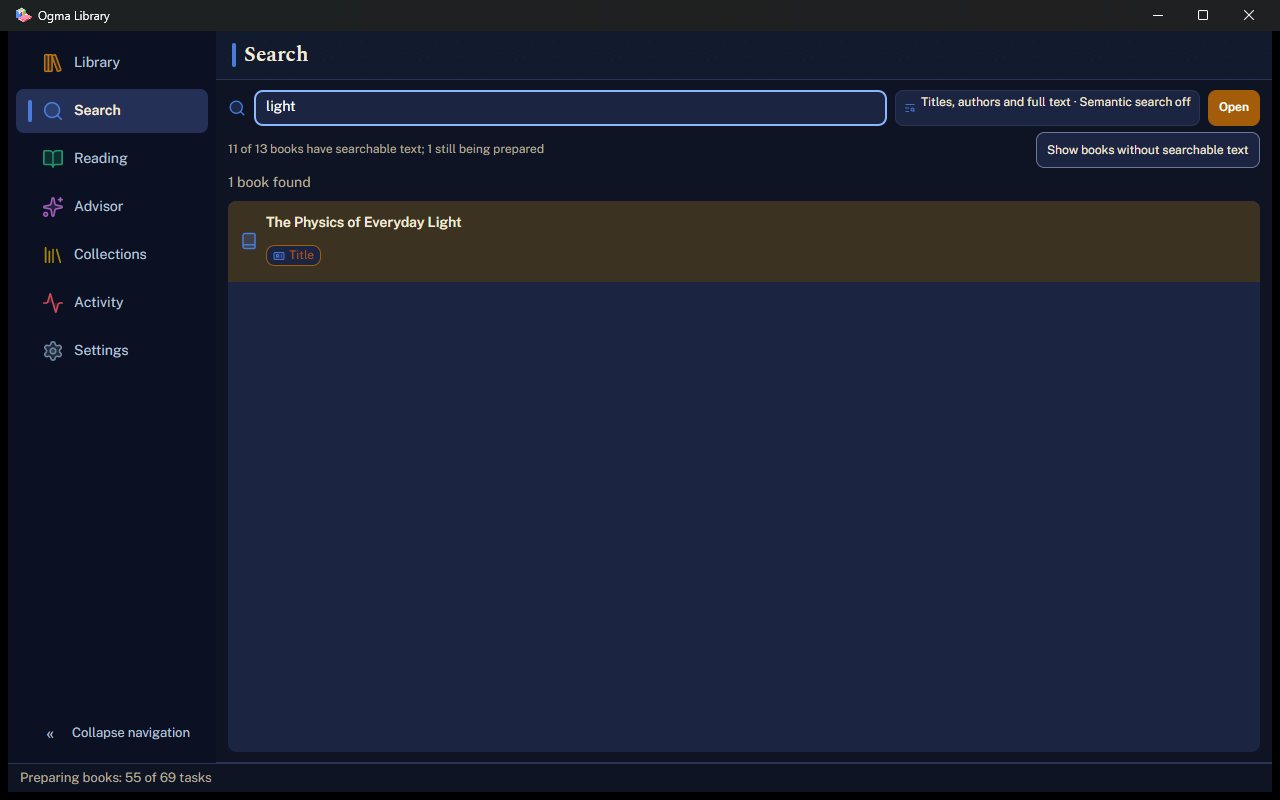 Ogma Library
Library
Search
Reading
Advisor
Collections
Activity
Settings
« Collapse navigation
Search
light
Titles, authors and full text · Semantic search off
Open
11 of 13 books have searchable text; 1 still being prepared
Show books without searchable text
1 book found
The Physics of Everyday Light
Title
Preparing books: 55 of 69 tasks